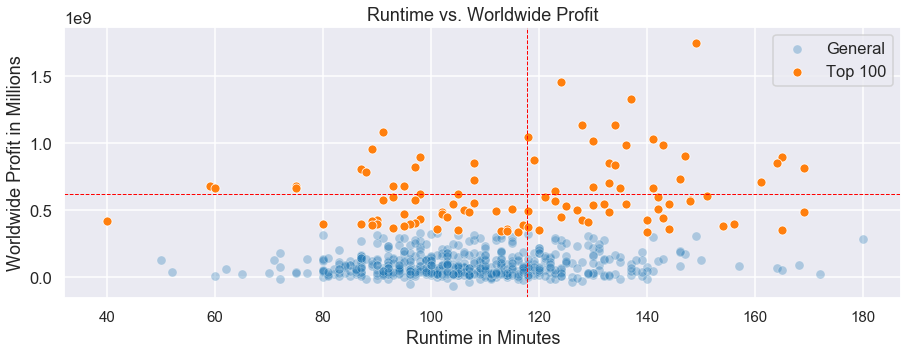 Runtime vs. Worldwide Profit
1e9
General
Top 100
1.5
1.0
0.5
0.0
Worldwide Profit in Millions
40 60 80 100 120 140 160 180
Runtime in Minutes